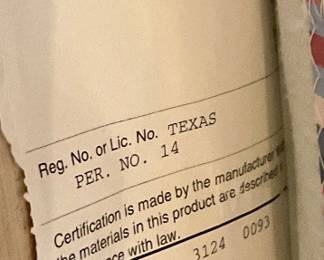 Reg. No. or Lic. No. TEXAS
PER. NO. 14
Certification is made by the manufacturer
the materials in this product are described
with law.
3124 0093